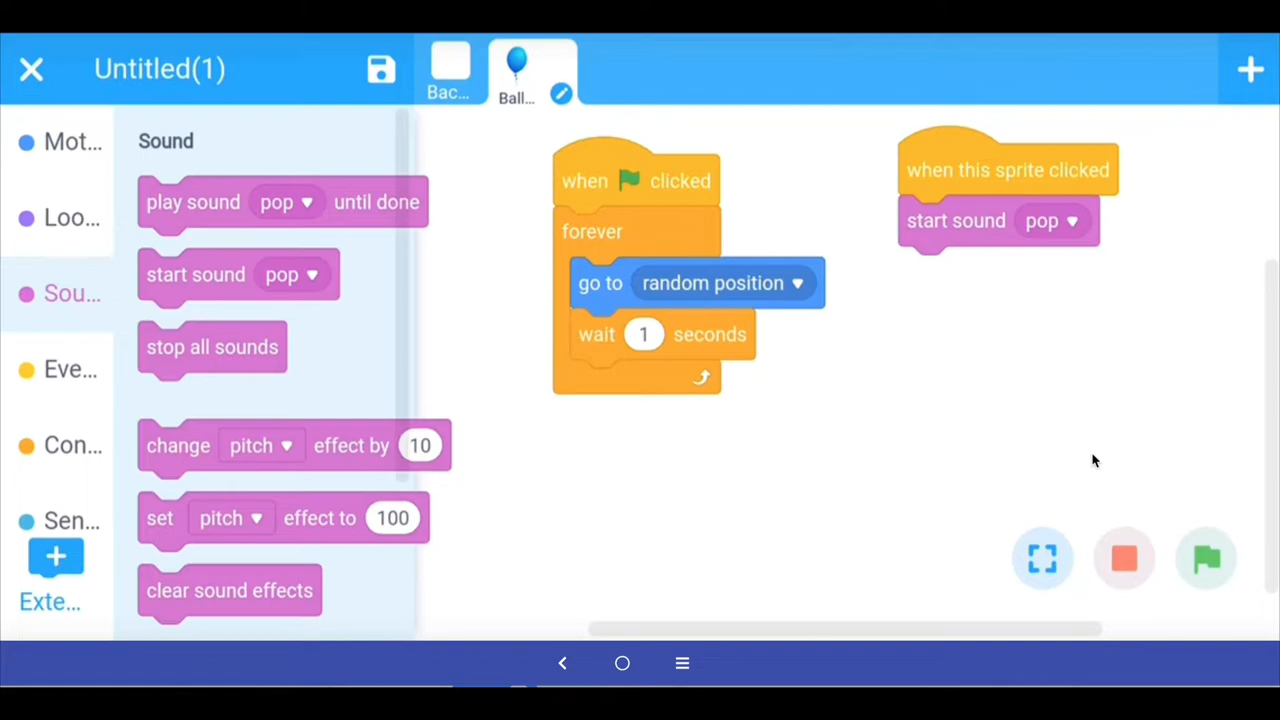 Untitled(1)
Bac...
Ball...
Mot...
Loo...
Sou...
Eve...
Con...
Sen...
Exte...
Sound
play sound pop until done
start sound pop
stop all sounds
change pitch effect by 10
set pitch effect to 100
clear sound effects
when clicked
forever
go to random position
wait 1 seconds
when this sprite clicked
start sound pop